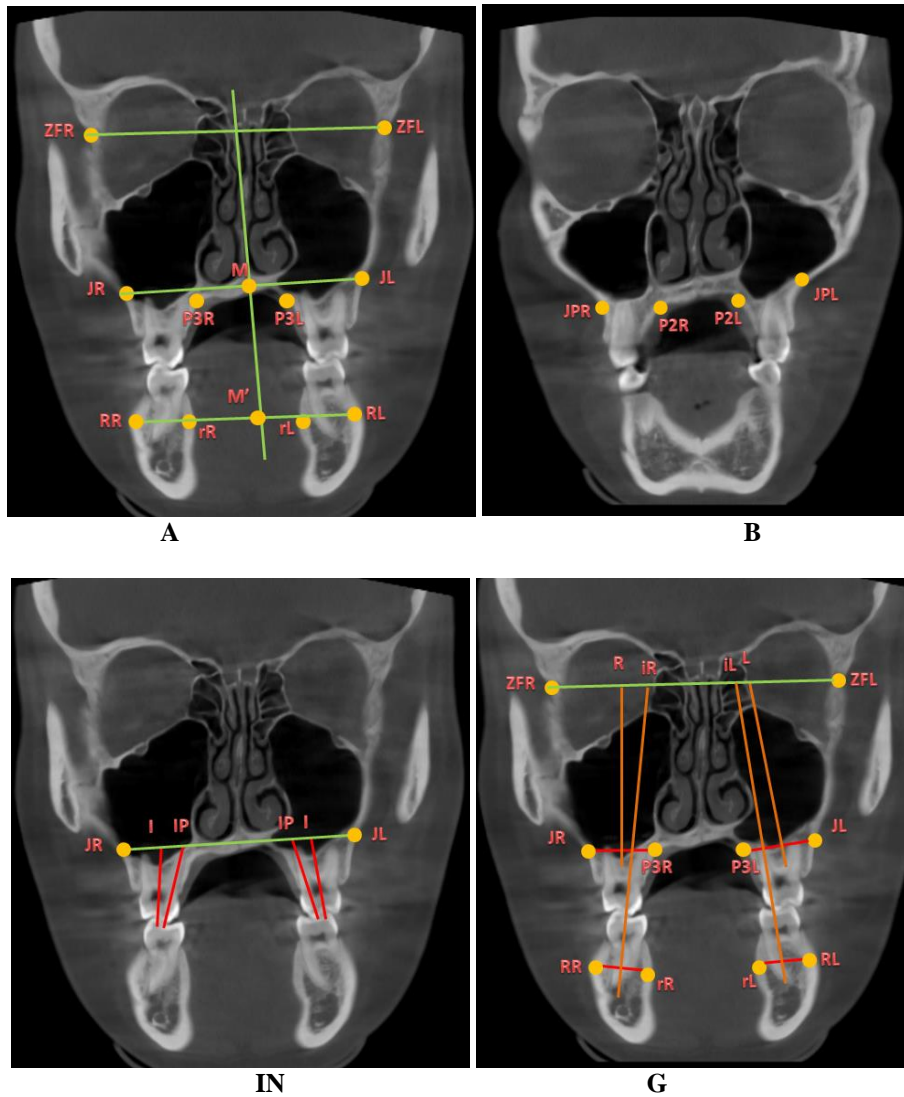 ZFR ZFL
M
JR JL
P3R P3L
M'
RR rR rL RL
A
JPR P2R P2L JPL
B
I IP IP I
JR JL
IN
R iR iL L
ZFR ZFL
JR P3R P3L JL
RR rR rL RL
G